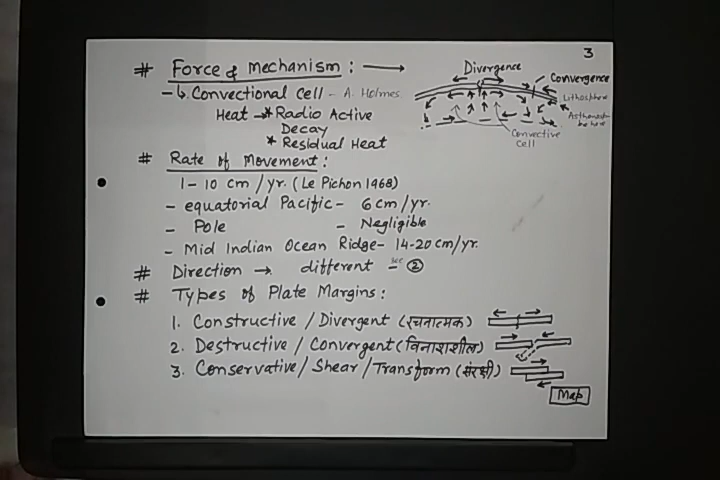 3
# Force & mechanism : →
Divergence
Convergence
Lithosphere
Convective
Cell
-↳ Convectional Cell - A. Holmes
Heat → * Radio Active
Decay
* Residual Heat
# Rate of Movement :
1-10 cm/yr. (Le Pichon 1968)
- equatorial Pacific - 6 cm/yr.
- Pole - Negligible
- Mid Indian Ocean Ridge - 14-20 cm/yr.
# Direction → different - see ②
# Types of Plate Margins :
1. Constructive / Divergent (रचनात्मक)
2. Destructive / Convergent (विनाशशील)
3. Conservative / Shear / Transform (संरक्षी)
Map